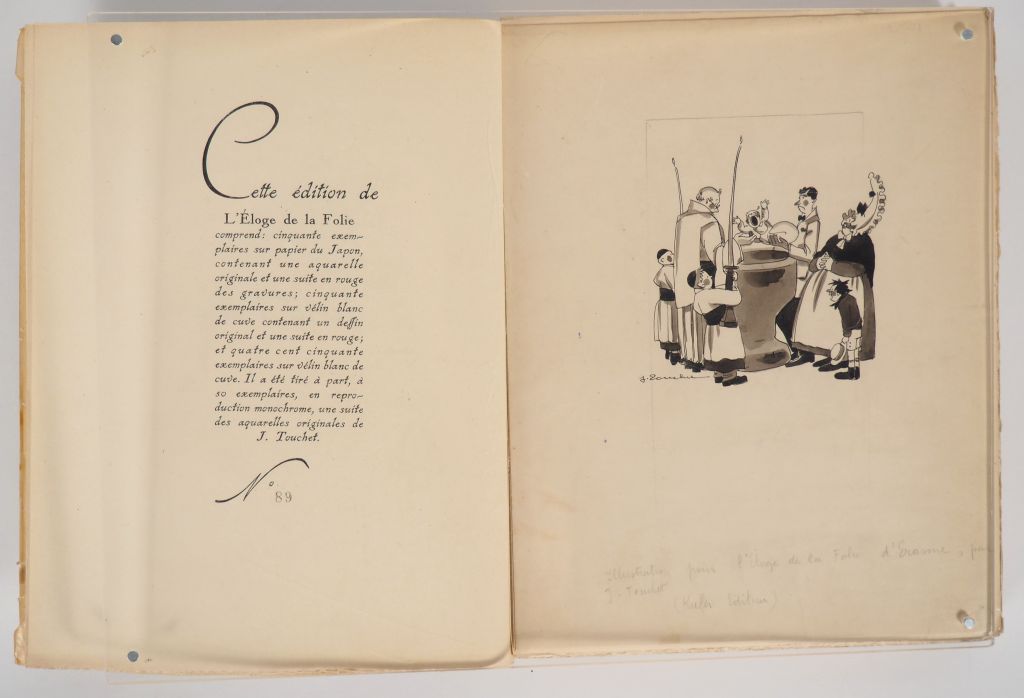 Cette édition de
L'Éloge de la Folie
comprend: cinquante exem-
plaires sur papier du Japon,
contenant une aquarelle
originale et une suite en rouge
des gravures; cinquante
exemplaires sur vélin blanc
de cuve contenant un dessin
original et une suite en rouge;
et quatre cent cinquante
exemplaires sur vélin blanc de
cuve. Il a été tiré à part, à
50 exemplaires, en repro-
duction monochrome, une suite
des aquarelles originales de
J. Touchet.
No 89
J. Touchet
Illustration pour l'Éloge de la Folie d'Erasme, par
J. Touchet